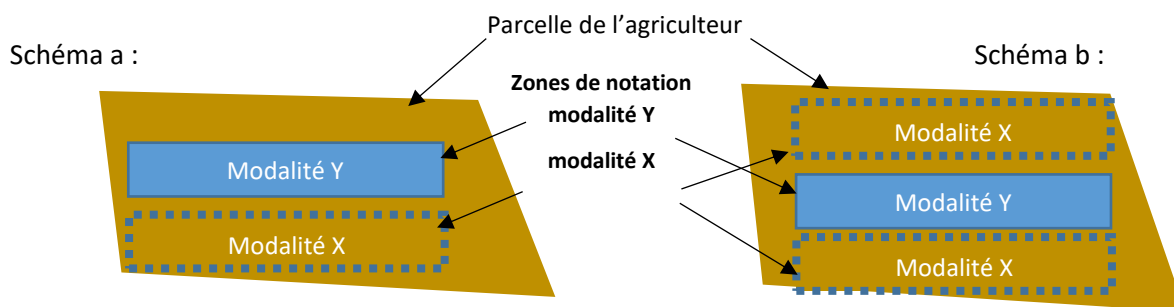 Parcelle de l’agriculteur
Schéma a :
Schéma b :
Zones de notation
modalité Y
modalité X
Modalité Y
Modalité X
Modalité X
Modalité Y
Modalité X